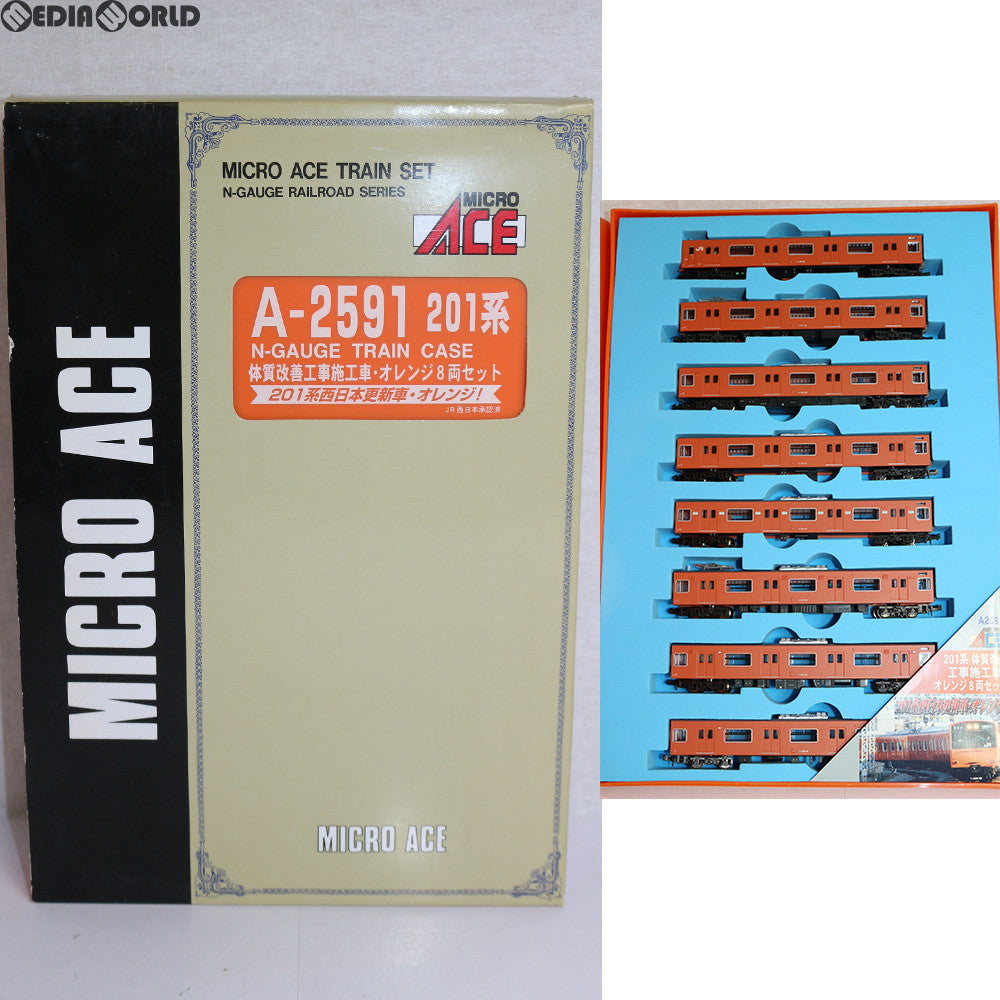 MEDIAWORLD
MICRO ACE
MICRO ACE TRAIN SET
N-GAUGE RAILROAD SERIES
MICRO
ACE
A-2591 201系
N-GAUGE TRAIN CASE
体質改善工事施工車・オレンジ8両セット
201系西日本更新車・オレンジ!
JR西日本承認済
MICRO ACE
ACE
201系 体質改善
工事施工車
オレンジ8両セッ